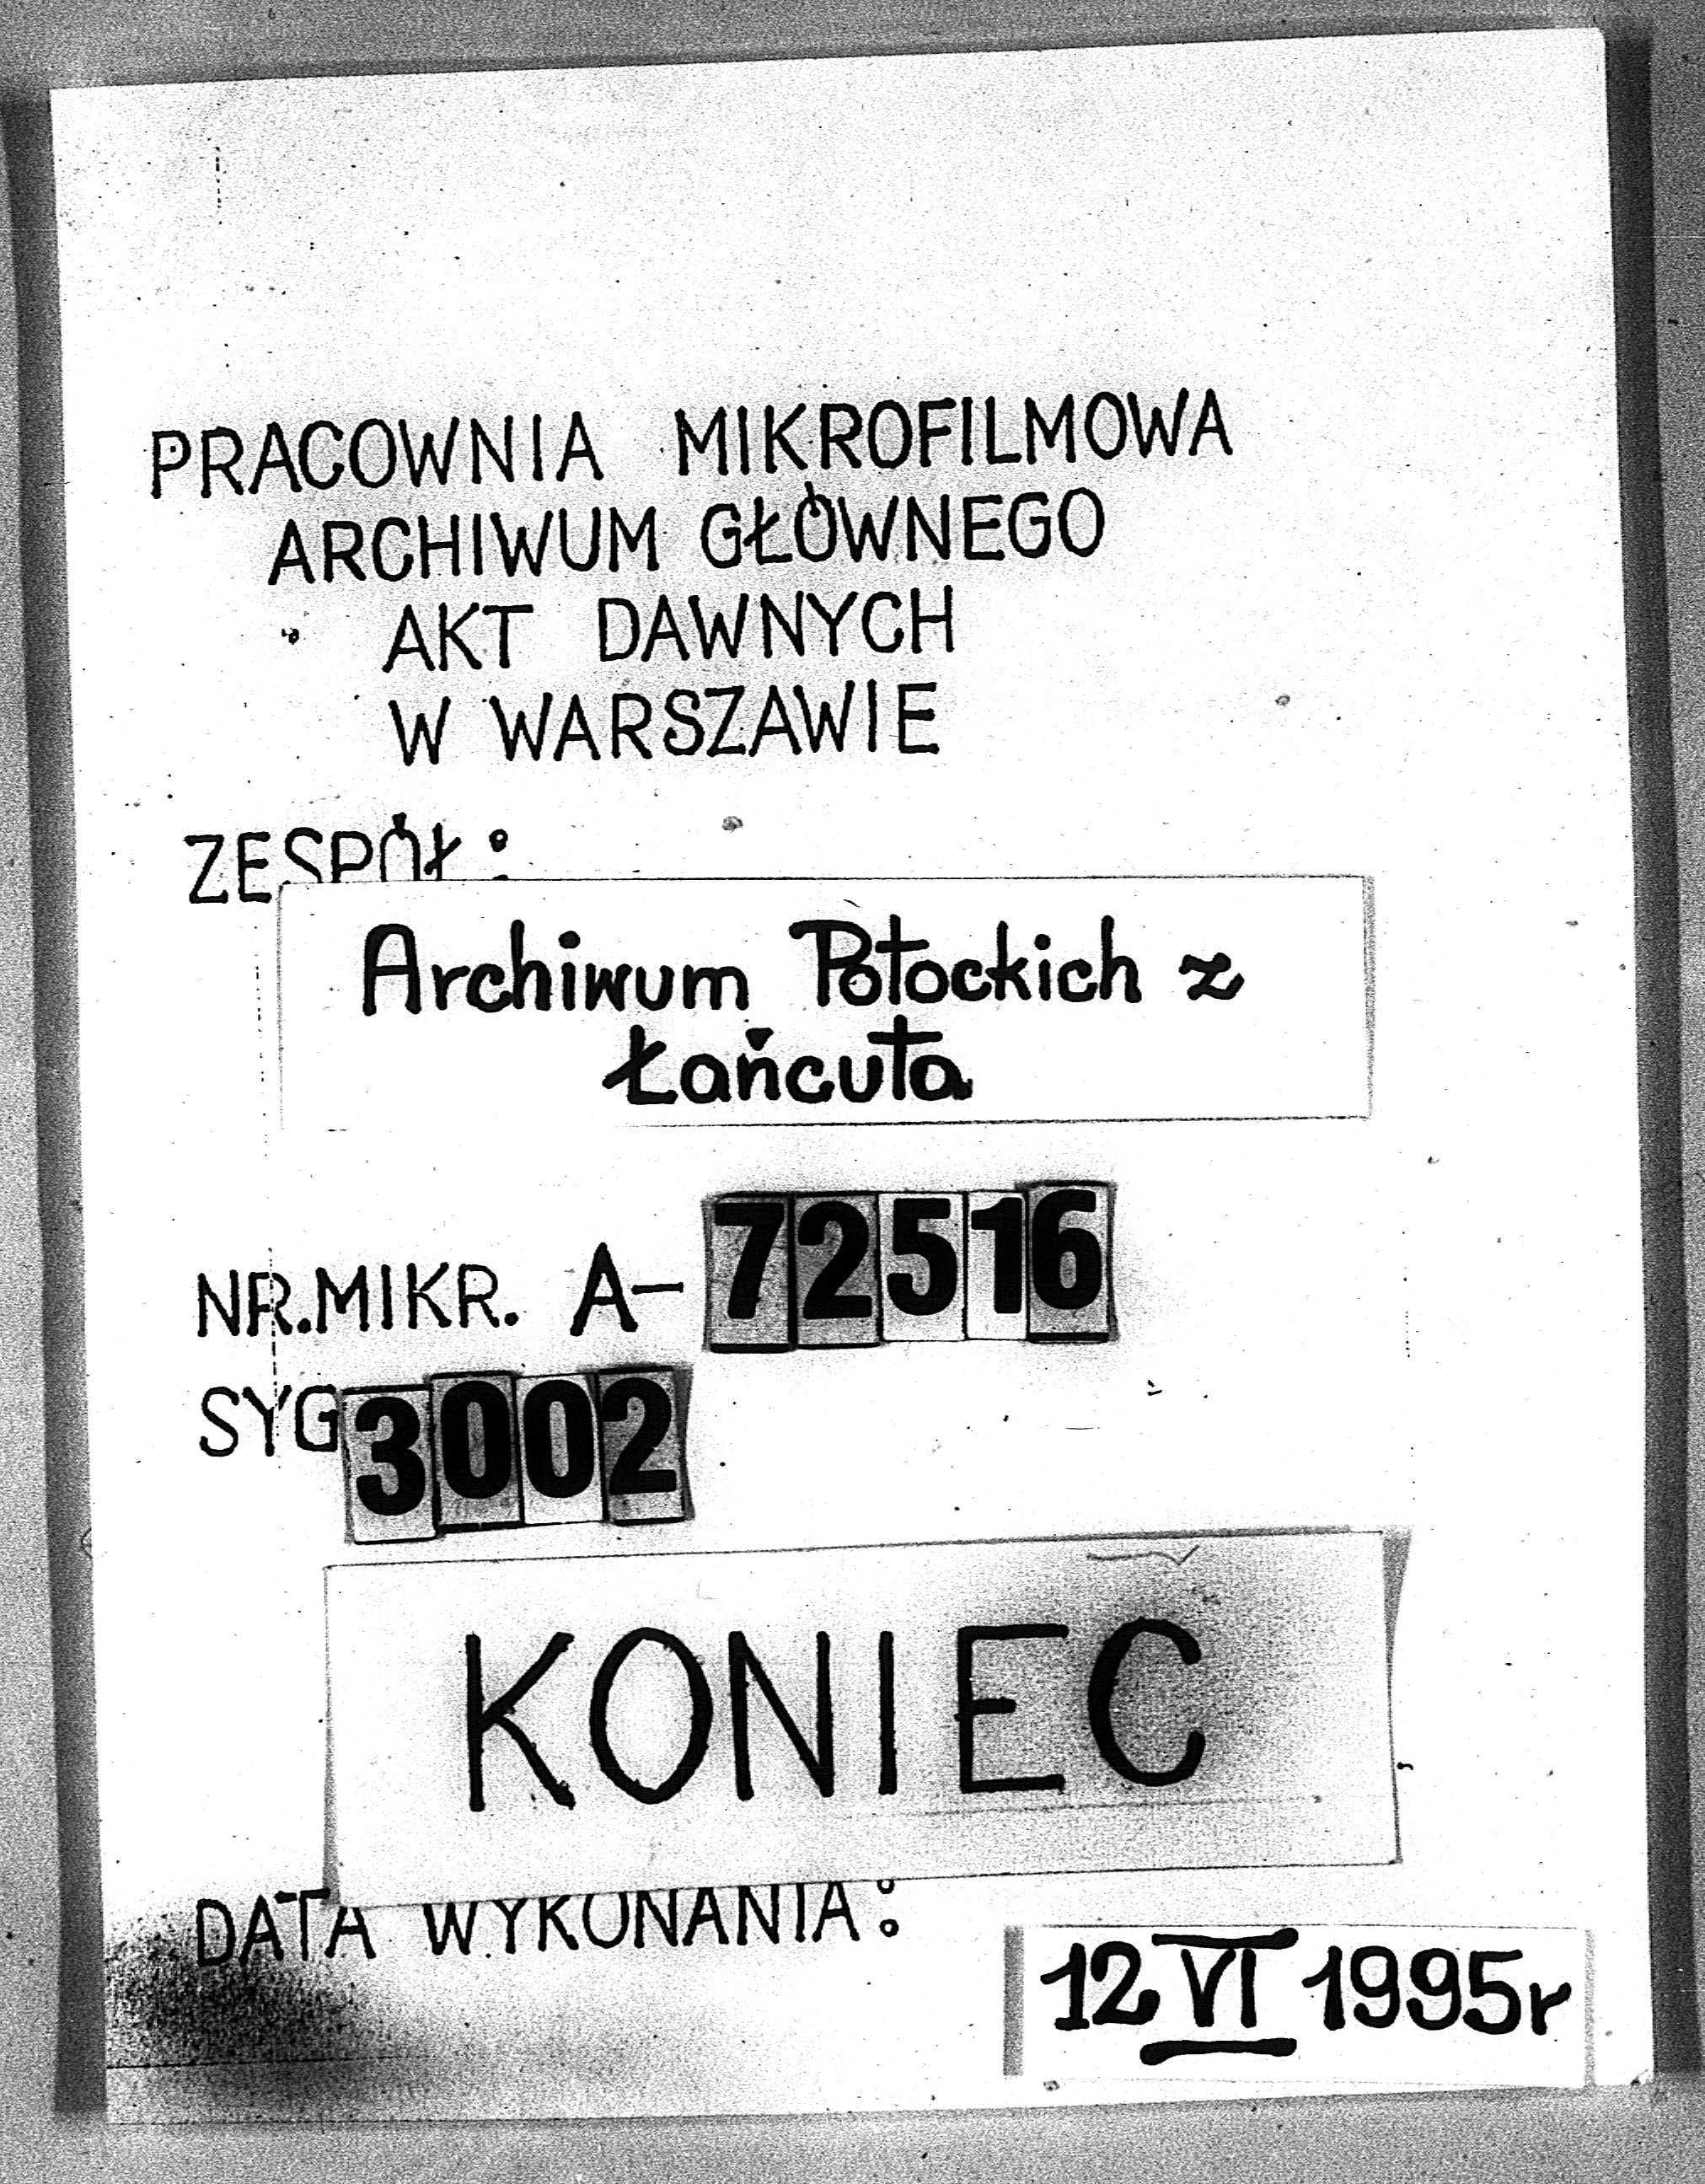 PRACOWNIA MIKROFILMOWA
ARCHIWUM GŁÓWNEGO
AKT DAWNYCH
W WARSZAWIE
ZESPÓŁ:
Archiwum Potockich z
Łańcuta
NR.MIKR. A-72516
SYG 3002
KONIEC
DATA WYKONANIA:
12 VI 1995r